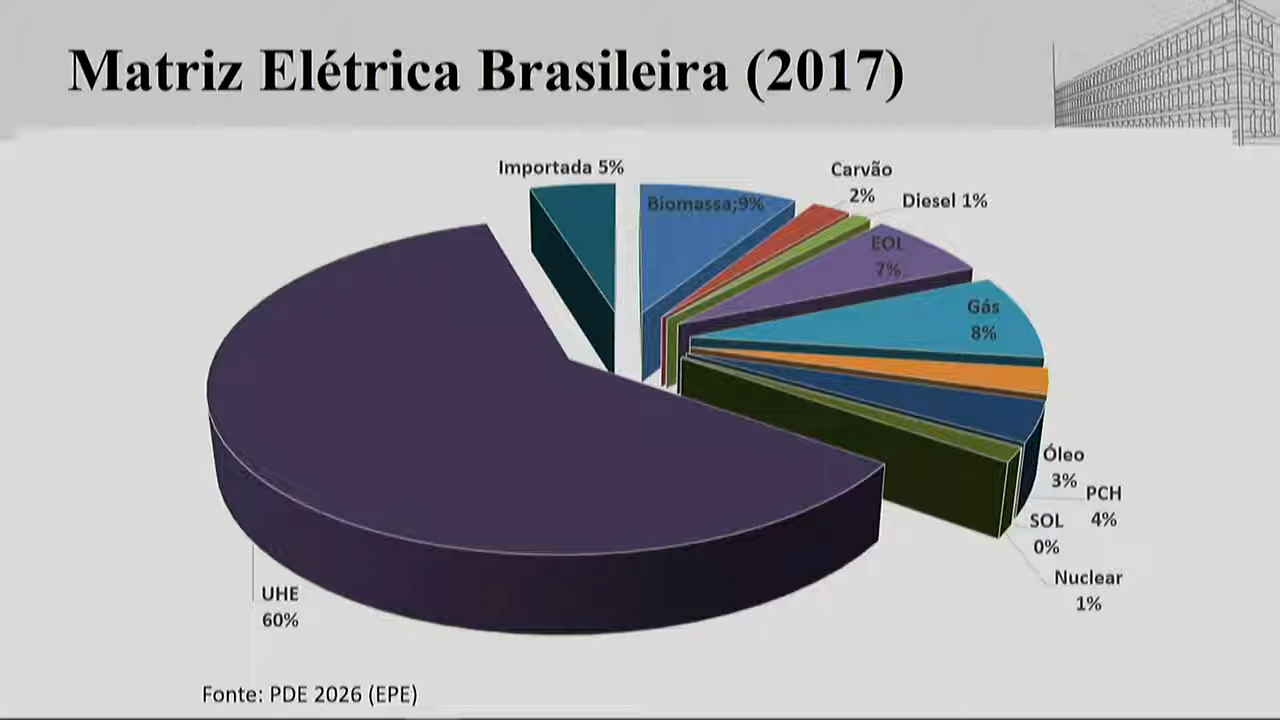 Matriz Elétrica Brasileira (2017)
Importada 5%
Biomassa;9%
Carvão
2%
Diesel 1%
EOL
7%
Gás
8%
Óleo
3%
PCH
4%
SOL
0%
Nuclear
1%
UHE
60%
Fonte: PDE 2026 (EPE)